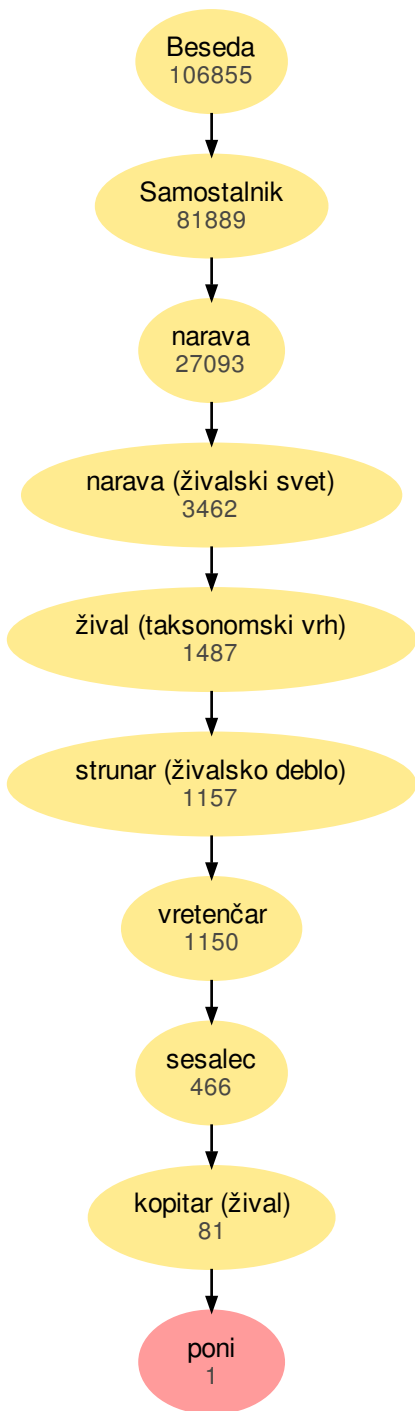 Beseda
106855
Samostalnik
81889
narava
27093
narava (živalski svet)
3462
žival (taksonomski vrh)
1487
strunar (živalsko deblo)
1157
vretenčar
1150
sesalec
466
kopitar (žival)
81
poni
1